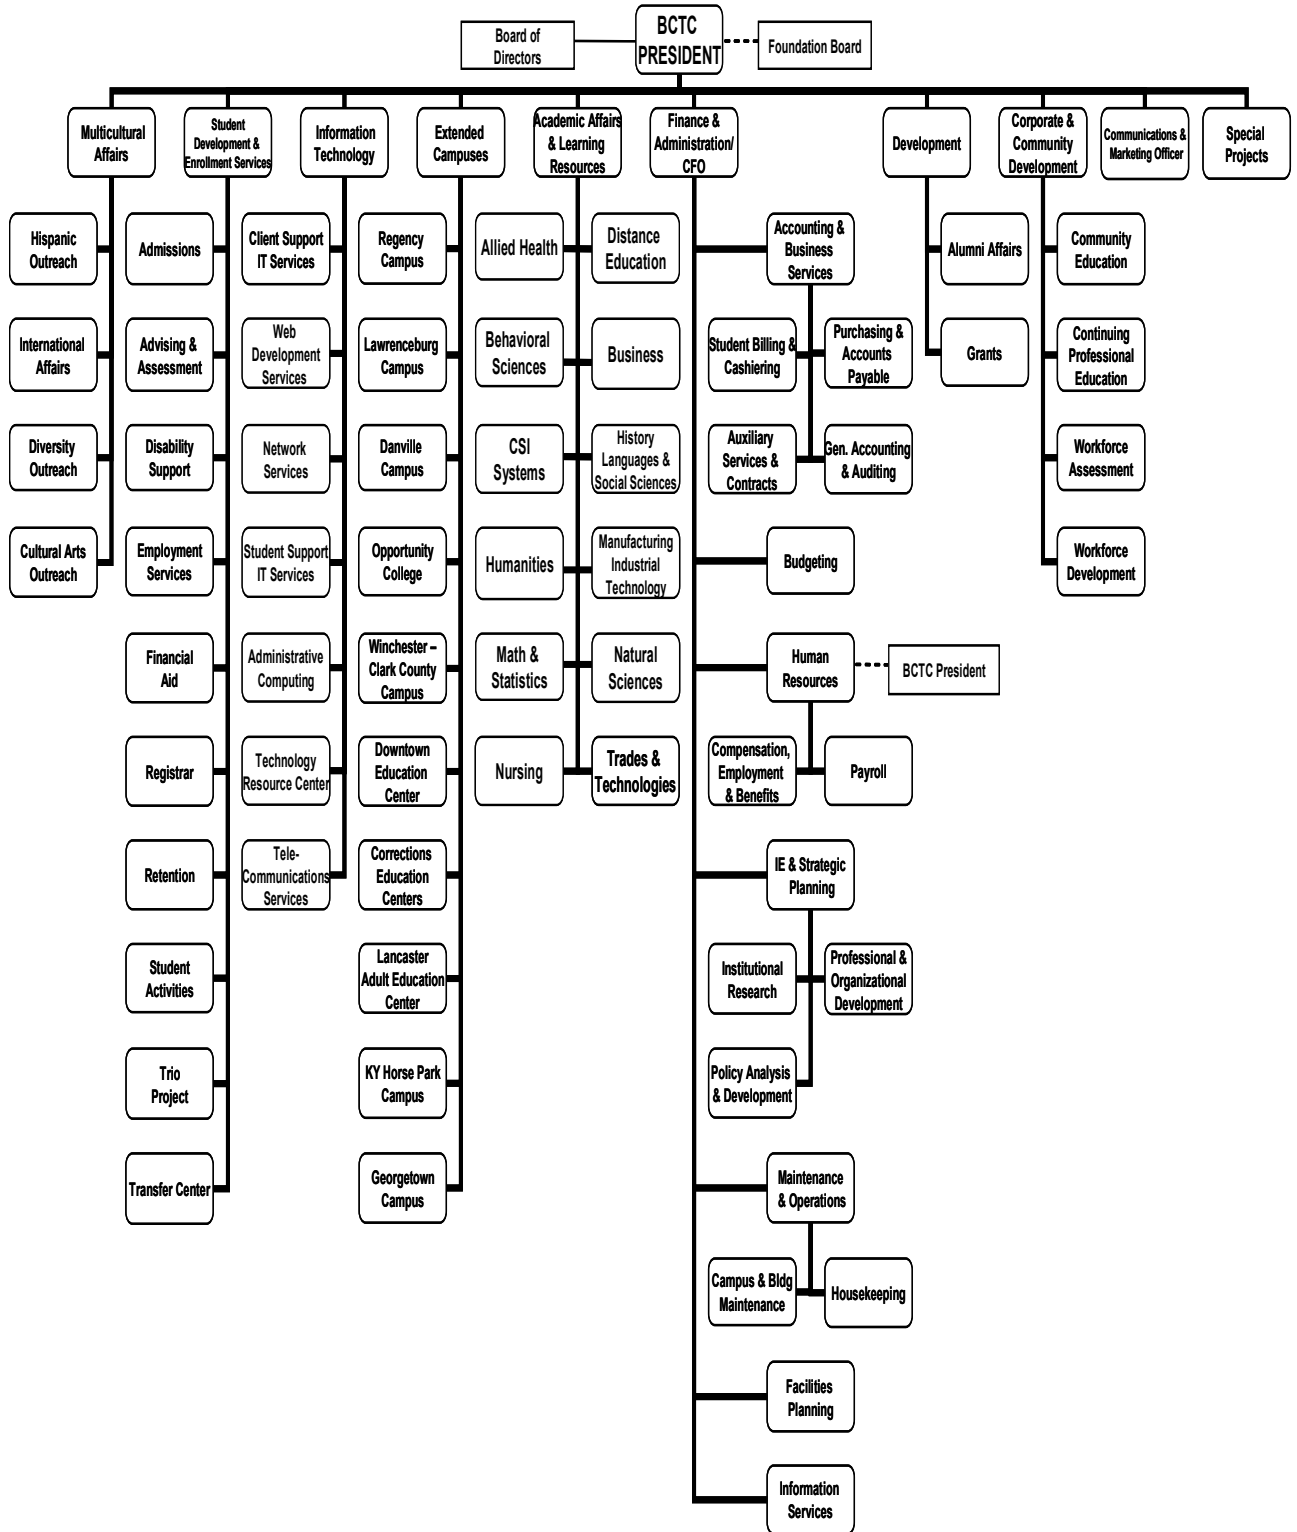 Board of
Directors
BCTC
PRESIDENT
Foundation Board
Multicultural
Affairs
Student
Development &
Enrollment Services
Information
Technology
Extended
Campuses
Academic Affairs
& Learning
Resources
Finance &
Administration/
CFO
Development
Corporate &
Community
Development
Communications &
Marketing Officer
Special
Projects
Hispanic
Outreach
International
Affairs
Diversity
Outreach
Cultural Arts
Outreach
Admissions
Advising &
Assessment
Disability
Support
Employment
Services
Financial
Aid
Registrar
Retention
Student
Activities
Trio
Project
Transfer Center
Client Support
IT Services
Web
Development
Services
Network
Services
Student Support
IT Services
Administrative
Computing
Technology
Resource Center
Tele-
Communications
Services
Regency
Campus
Lawrenceburg
Campus
Danville
Campus
Opportunity
College
Winchester –
Clark County
Campus
Downtown
Education
Center
Corrections
Education
Centers
Lancaster
Adult Education
Center
KY Horse Park
Campus
Georgetown
Campus
Allied Health
Distance
Education
Behavioral
Sciences
Business
CSI
Systems
History
Languages &
Social Sciences
Humanities
Manufacturing
Industrial
Technology
Math &
Statistics
Natural
Sciences
Nursing
Trades &
Technologies
Accounting &
Business
Services
Student Billing &
Cashiering
Purchasing &
Accounts
Payable
Auxiliary
Services &
Contracts
Gen. Accounting
& Auditing
Budgeting
Human
Resources
BCTC President
Compensation,
Employment
& Benefits
Payroll
IE & Strategic
Planning
Institutional
Research
Professional &
Organizational
Development
Policy Analysis
& Development
Maintenance
& Operations
Campus & Bldg
Maintenance
Housekeeping
Facilities
Planning
Information
Services
Alumni Affairs
Grants
Community
Education
Continuing
Professional
Education
Workforce
Assessment
Workforce
Development